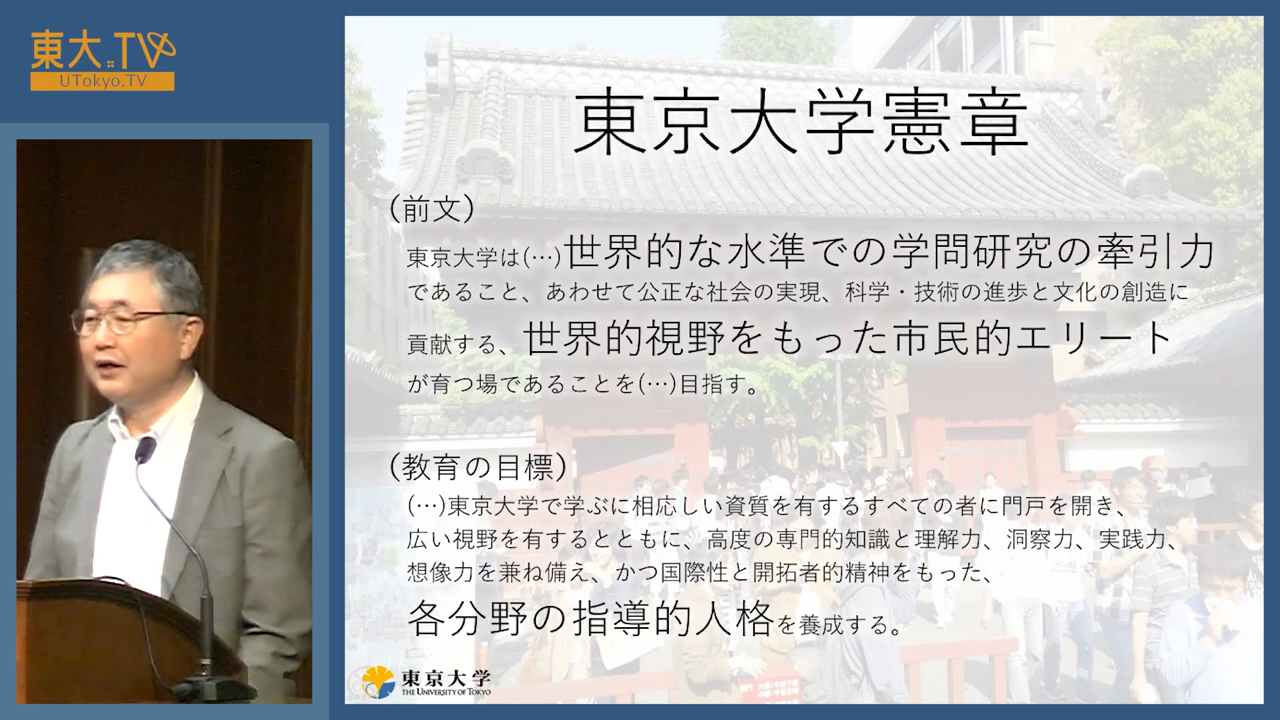 東大TV
UTokyo.TV
東京大学憲章
（前文）
東京大学は(…)世界的な水準での学問研究の牽引力
であること、あわせて公正な社会の実現、科学・技術の進歩と文化の創造に
貢献する、世界的視野をもった市民的エリート
が育つ場であることを(…)目指す。
（教育の目標）
(…)東京大学で学ぶに相応しい資質を有するすべての者に門戸を開き、
広い視野を有するとともに、高度の専門的知識と理解力、洞察力、実践力、
想像力を兼ね備え、かつ国際性と開拓者的精神をもった、
各分野の指導的人格を養成する。
東京大学
THE UNIVERSITY OF TOKYO